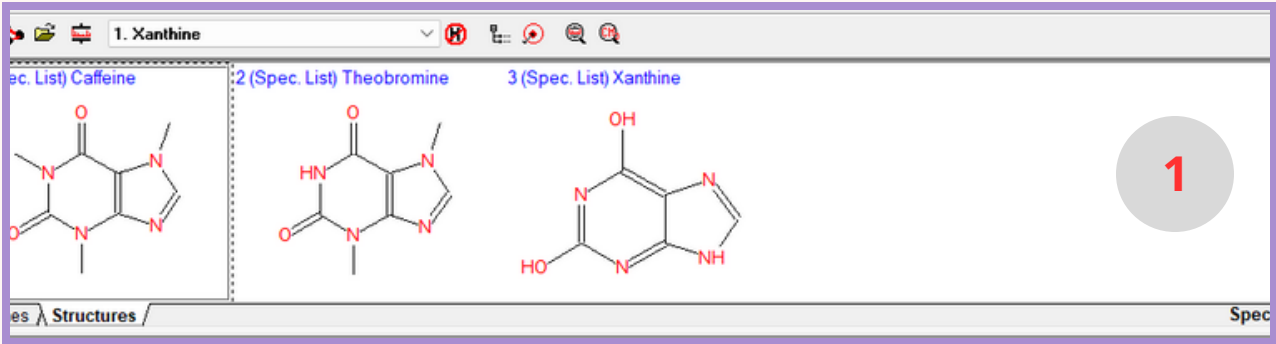 1. Xanthine
ec. List) Caffeine
2 (Spec. List) Theobromine
3 (Spec. List) Xanthine
O
N
N
O
N
N
O
HN
N
O
N
N
OH
N
N
HO
N
NH
1
es
Structures
Spec